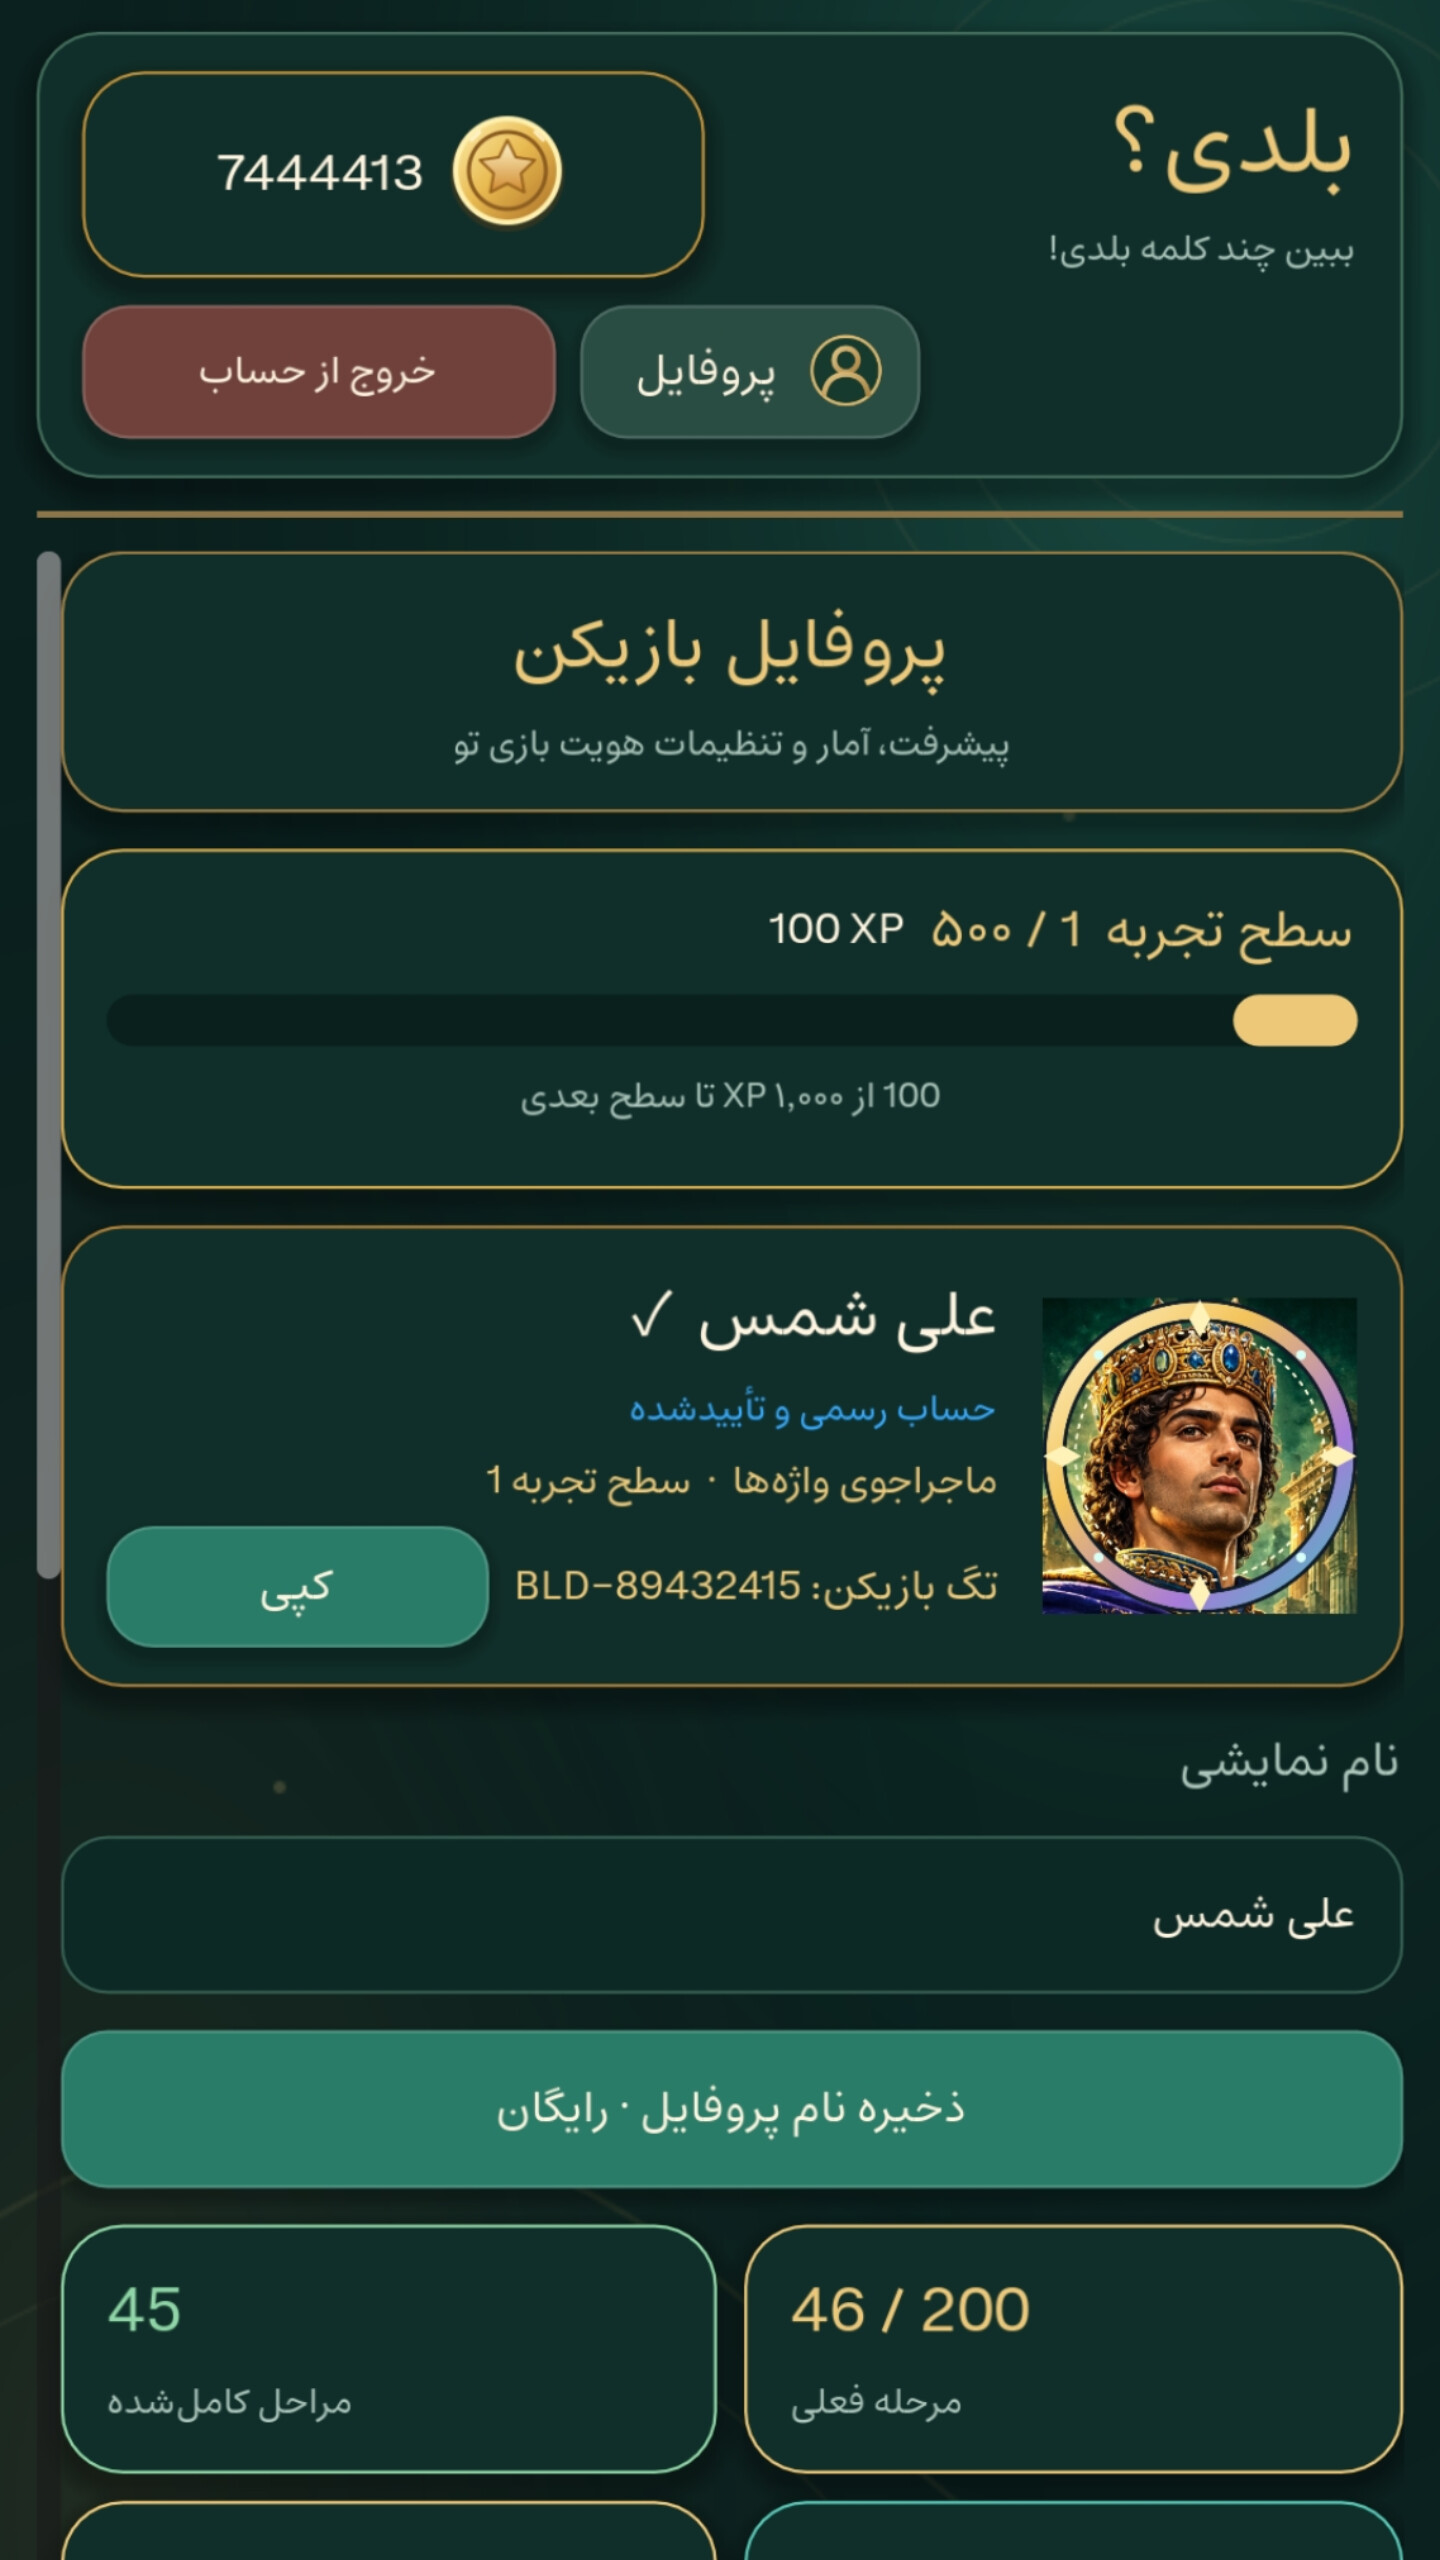 بلدی؟
ببین چند کلمه بلدی!
7444413
پروفایل
خروج از حساب
پروفایل بازیکن
پیشرفت، آمار و تنظیمات هویت بازی تو
سطح تجربه 1 / ۵۰۰ 100 XP
100 از ۱,۰۰۰ XP تا سطح بعدی
علی شمس ✓
حساب رسمی و تأییدشده
ماجراجوی واژه‌ها · سطح تجربه 1
تگ بازیکن: BLD-89432415
کپی
نام نمایشی
علی شمس
ذخیره نام پروفایل · رایگان
46 / 200
مرحله فعلی
45
مراحل کامل‌شده